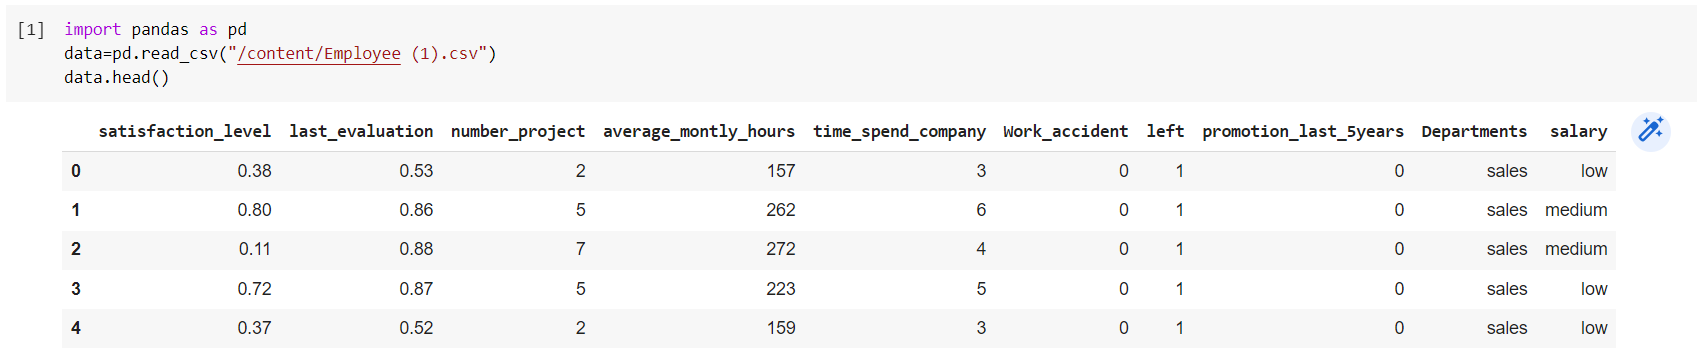 [1] import pandas as pd
data=pd.read_csv("/content/Employee (1).csv")
data.head()
satisfaction_level last_evaluation number_project average_montly_hours time_spend_company Work_accident left promotion_last_5years Departments salary
0 0.38 0.53 2 157 3 0 1 0 sales low
1 0.80 0.86 5 262 6 0 1 0 sales medium
2 0.11 0.88 7 272 4 0 1 0 sales medium
3 0.72 0.87 5 223 5 0 1 0 sales low
4 0.37 0.52 2 159 3 0 1 0 sales low